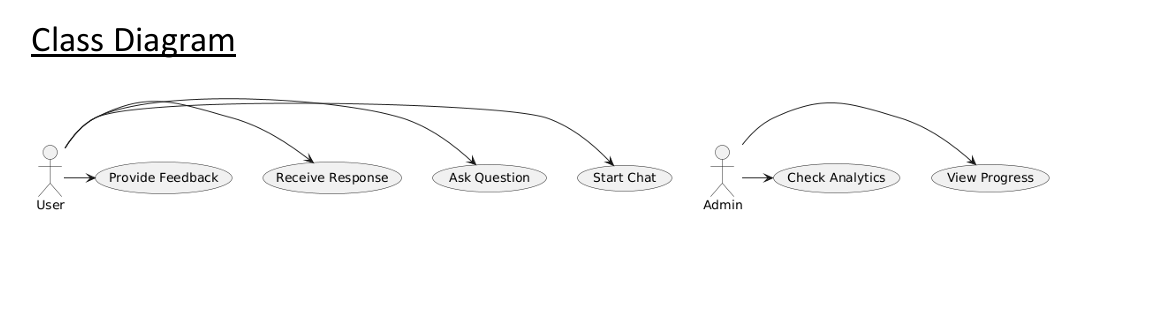 Class Diagram
Provide Feedback
Receive Response
Ask Question
Start Chat
Check Analytics
View Progress
User
Admin